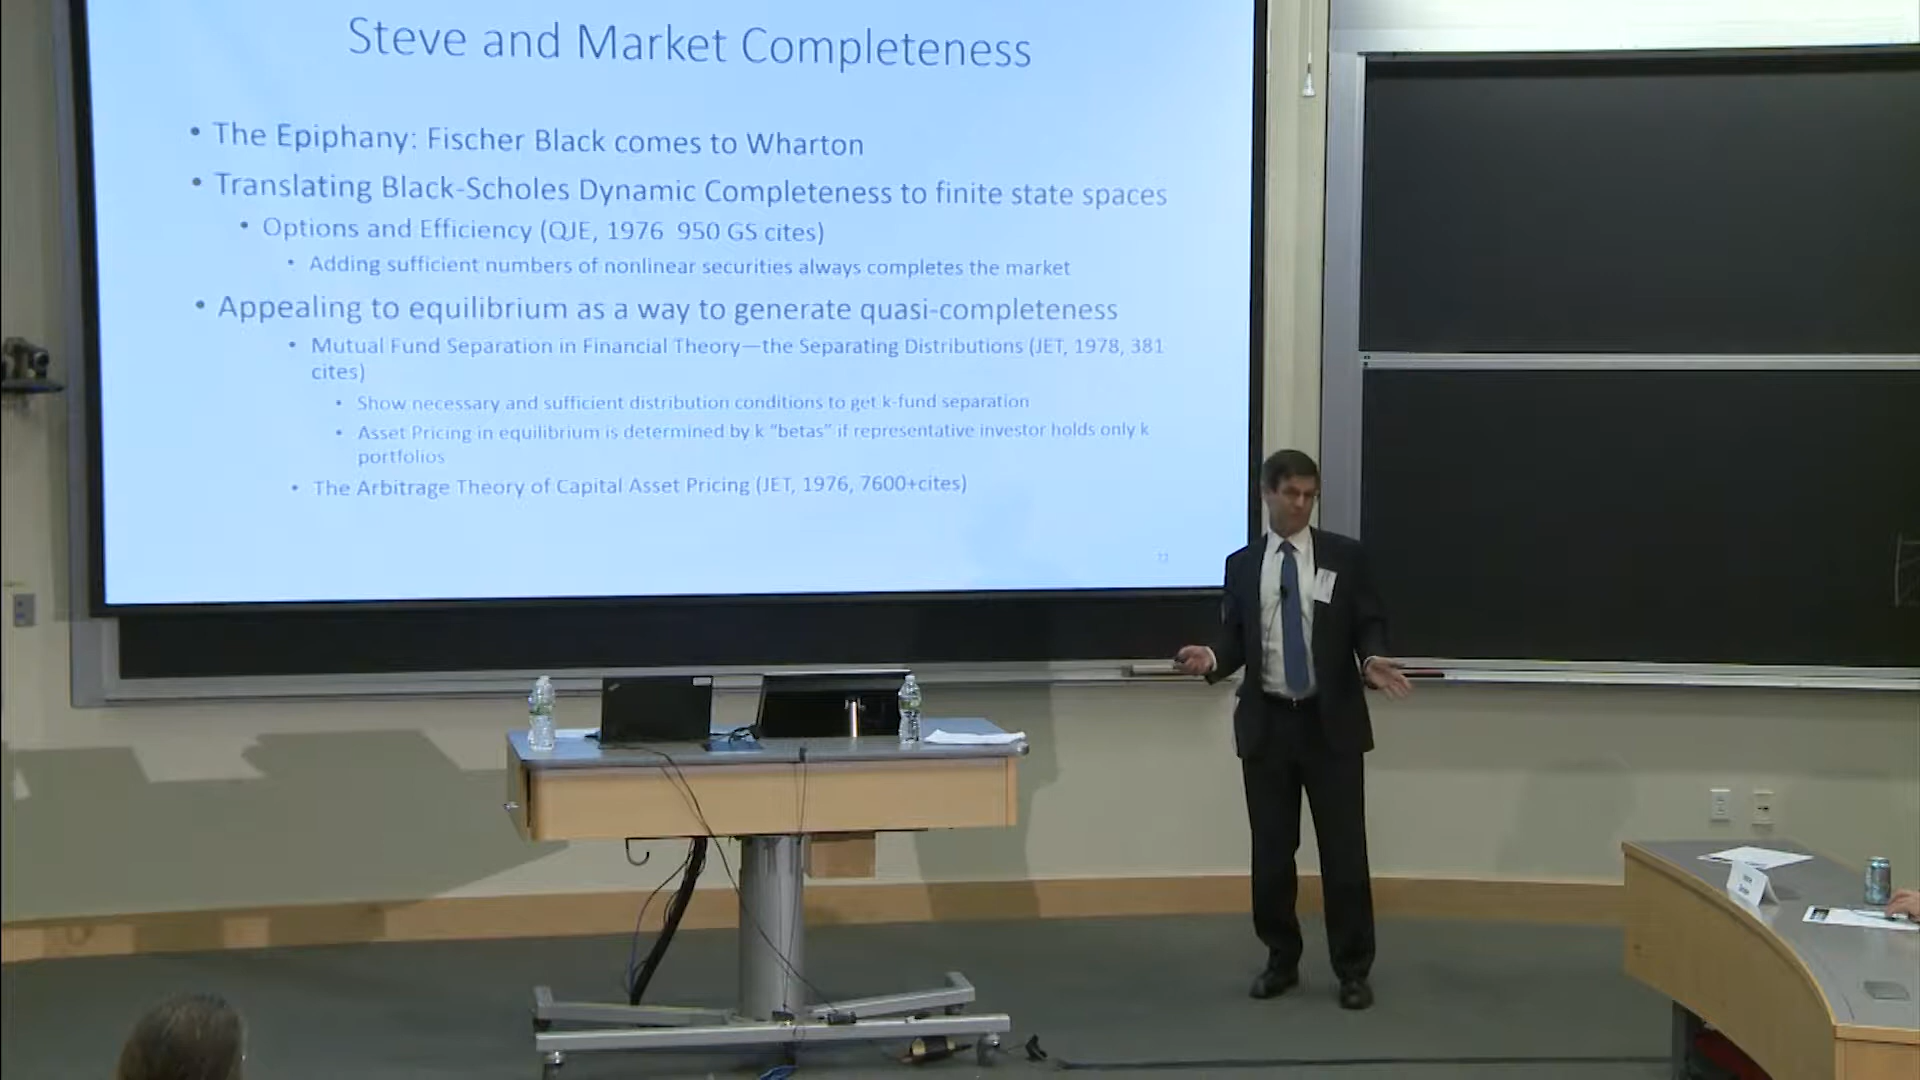 Steve and Market Completeness
• The Epiphany: Fischer Black comes to Wharton
• Translating Black-Scholes Dynamic Completeness to finite state spaces
• Options and Efficiency (QJE, 1976 950 GS cites)
• Adding sufficient numbers of nonlinear securities always completes the market
• Appealing to equilibrium as a way to generate quasi-completeness
• Mutual Fund Separation in Financial Theory—the Separating Distributions (JET, 1978, 381
cites)
• Show necessary and sufficient distribution conditions to get k-fund separation
• Asset Pricing in equilibrium is determined by k “betas” if representative investor holds only k
portfolios
• The Arbitrage Theory of Capital Asset Pricing (JET, 1976, 7600+cites)